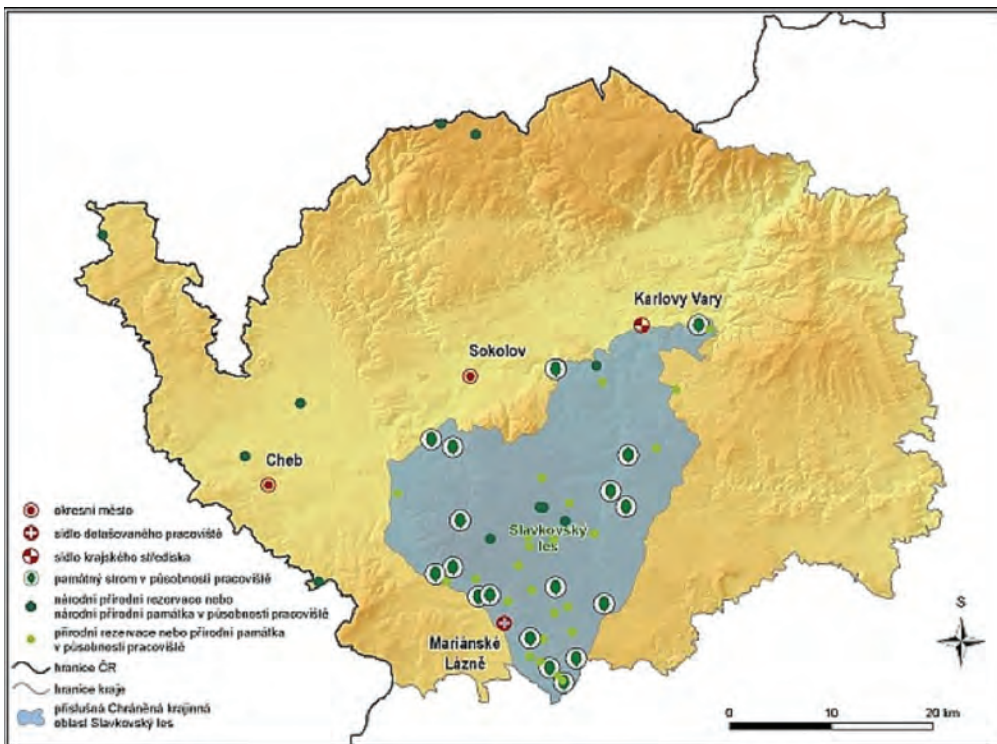 Karlovy Vary
Sokolov
Cheb
Slavkovský
les
Mariánské
Lázně
okresní město
sídlo detašovaného pracoviště
sídlo krajského střediska
památný strom v působnosti pracoviště
národní přírodní rezervace nebo
národní přírodní památka v působnosti pracoviště
přírodní rezervace nebo přírodní památka
v působnosti pracoviště
hranice ČR
hranice kraje
příslušná Chráněná krajinná
oblast Slavkovský les
S
0 10 20 km